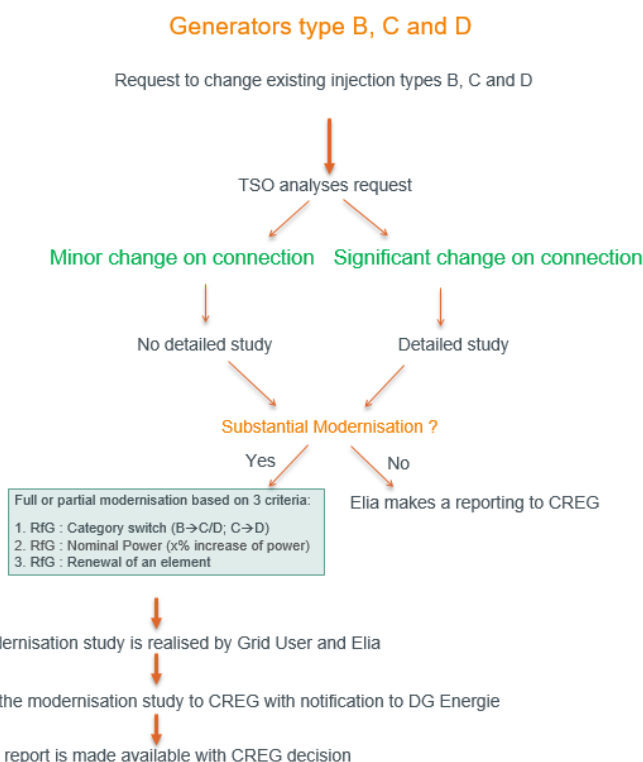 Generators type B, C and D
Request to change existing injection types B, C and D
TSO analyses request
Minor change on connection Significant change on connection
No detailed study Detailed study
Substantial Modernisation ?
Yes No
Full or partial modernisation based on 3 criteria:
Elia makes a reporting to CREG
1. RfG : Category switch (B→C/D; C→D)
2. RfG : Nominal Power (x% increase of power)
3. RfG : Renewal of an element
dernisation study is realised by Grid User and Elia
the modernisation study to CREG with notification to DG Energie
report is made available with CREG decision